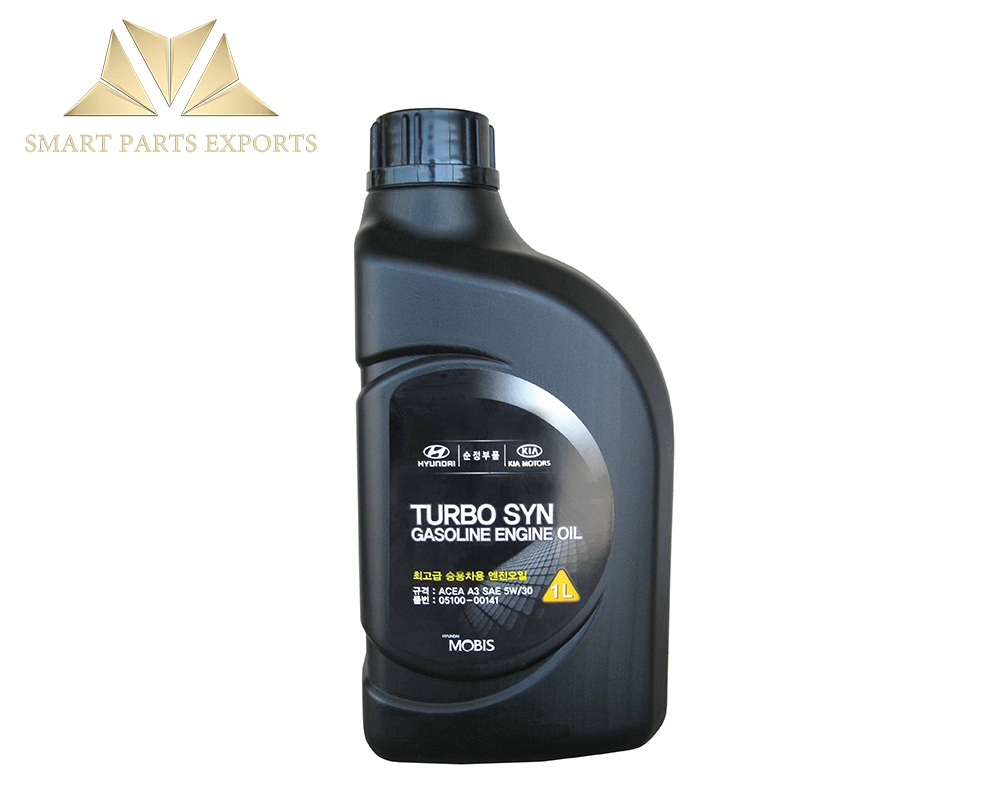 SMART PARTS EXPORTS
HYUNDAI 순정부품 KIA
KIA MOTORS
TURBO SYN
GASOLINE ENGINE OIL
최고급 승용차용 엔진오일
규격 : ACEA A3 SAE 5W/30
품번 : 05100-00141
1L
HYUNDAI
MOBIS